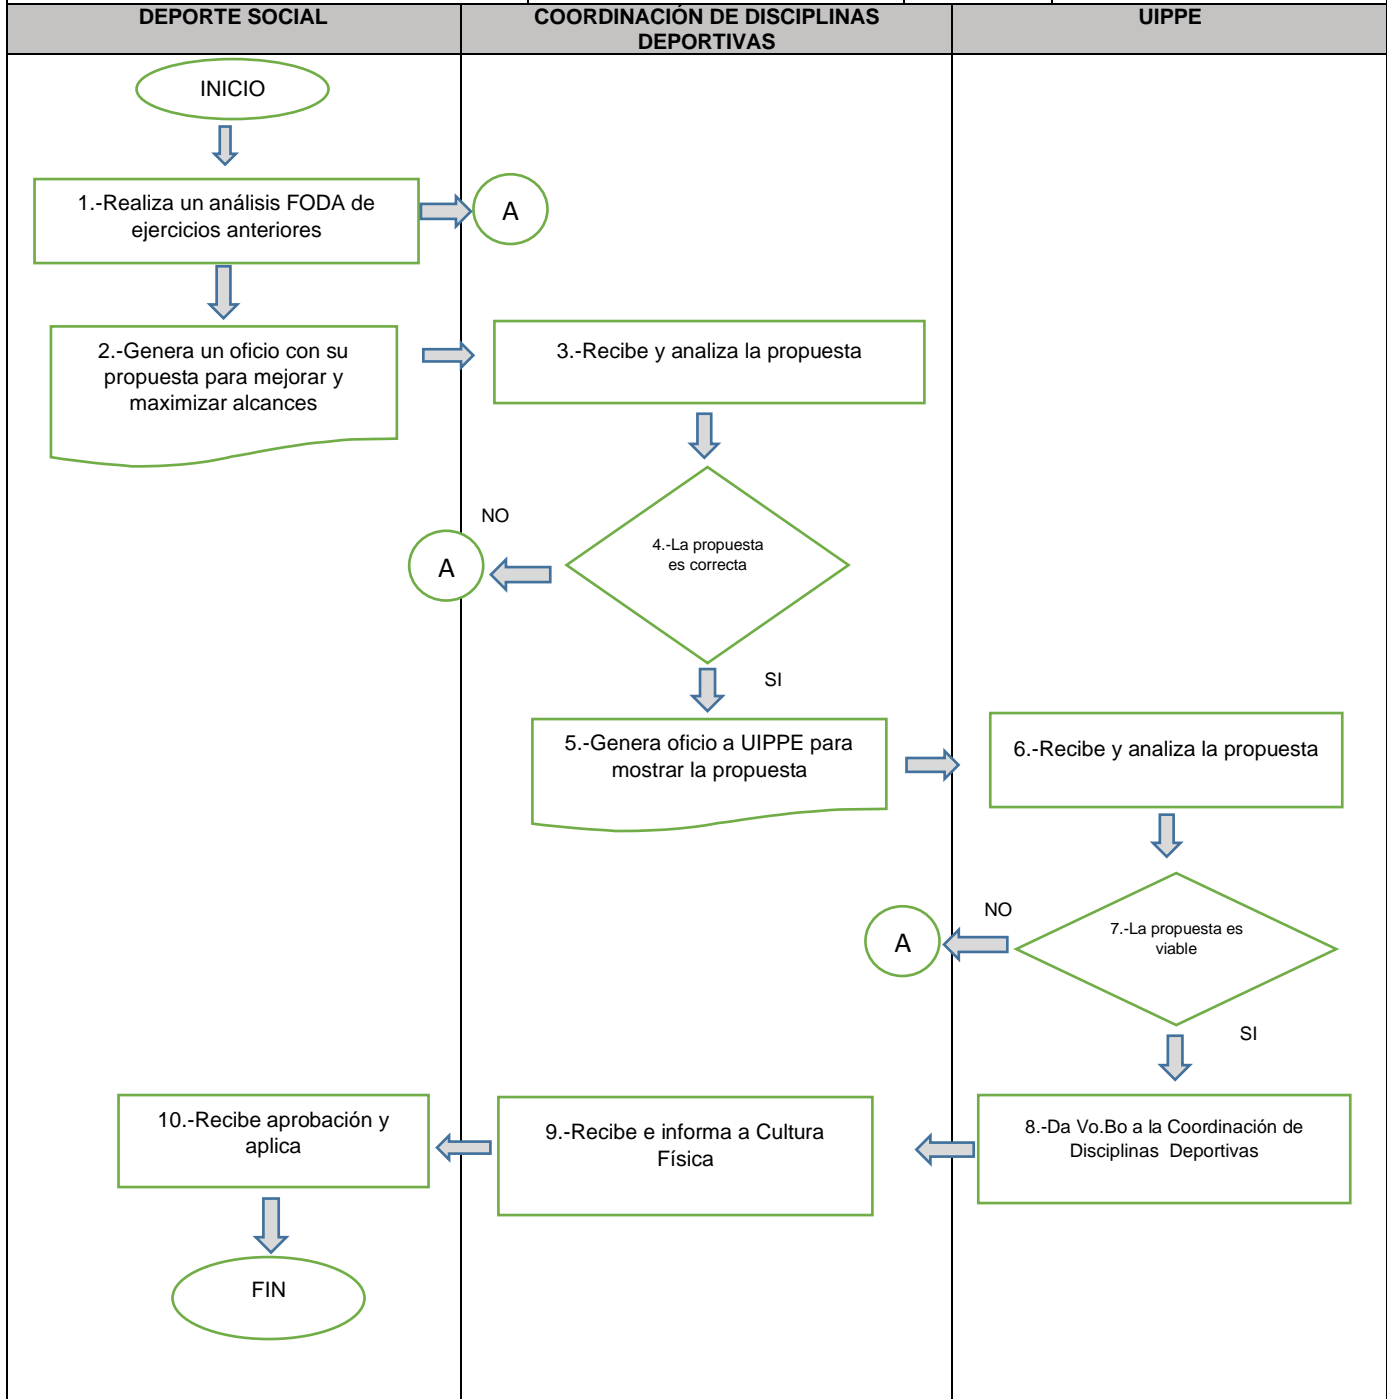 DEPORTE SOCIAL
COORDINACIÓN DE DISCIPLINAS
DEPORTIVAS
UIPPE
INICIO
1.-Realiza un análisis FODA de
ejercicios anteriores
A
2.-Genera un oficio con su
propuesta para mejorar y
maximizar alcances
3.-Recibe y analiza la propuesta
NO
A
4.-La propuesta
es correcta
SI
5.-Genera oficio a UIPPE para
mostrar la propuesta
6.-Recibe y analiza la propuesta
NO
A
7.-La propuesta es
viable
SI
8.-Da Vo.Bo a la Coordinación de
Disciplinas Deportivas
9.-Recibe e informa a Cultura
Física
10.-Recibe aprobación y
aplica
FIN